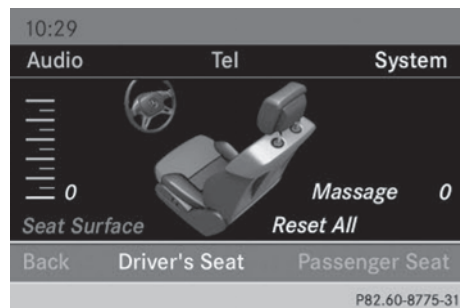 10:29
Audio Tel System
0 Massage 0
Seat Surface Reset All
Back Driver's Seat Passenger Seat
P82.60-8775-31